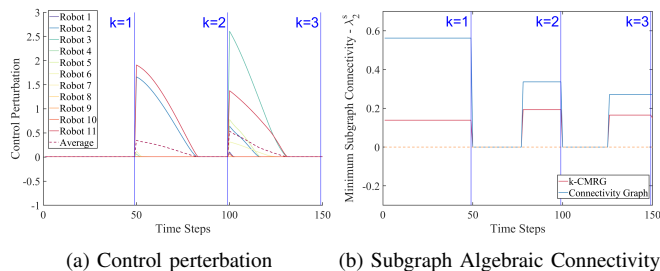 k=1
k=2
k=3
3
2.5
2
1.5
1
0.5
0
-0.5
-1
Control Perturbation
Robot 1
Robot 2
Robot 3
Robot 4
Robot 5
Robot 6
Robot 7
Robot 8
Robot 9
Robot 10
Robot 11
Average
0
50
100
150
Time Steps
(a) Control perterbation
k=1
k=2
k=3
0.6
0.4
0.2
0
-0.2
Minimum Subgraph Connectivity - λ₂ˢ
k-CMRG
Connectivity Graph
0
50
100
150
Time Steps
(b) Subgraph Algebraic Connectivity